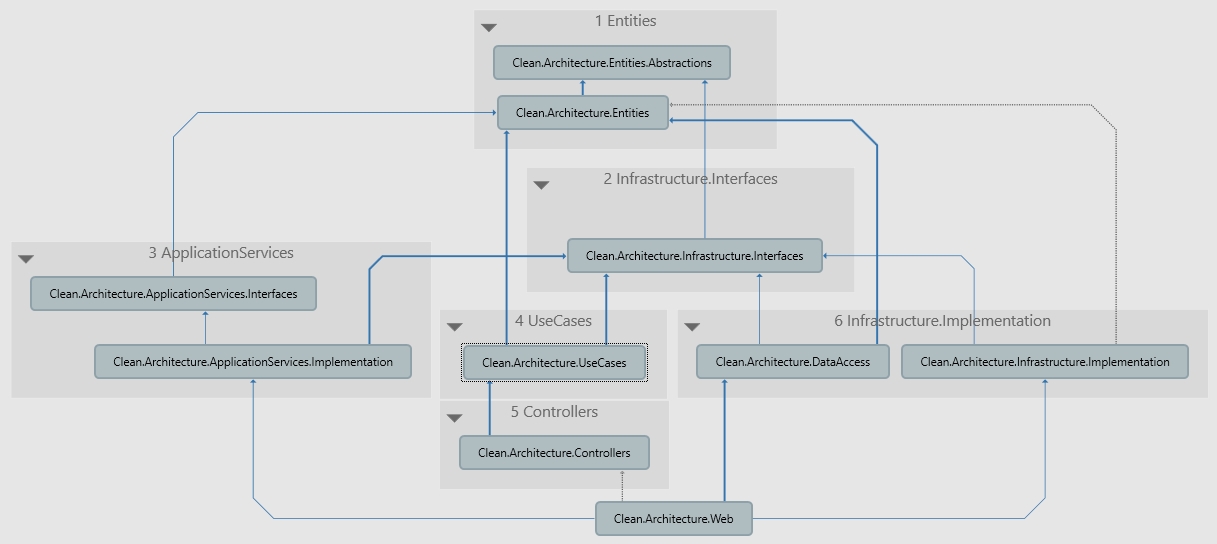 1 Entities
Clean.Architecture.Entities.Abstractions
Clean.Architecture.Entities
2 Infrastructure.Interfaces
Clean.Architecture.Infrastructure.Interfaces
3 ApplicationServices
Clean.Architecture.ApplicationServices.Interfaces
Clean.Architecture.ApplicationServices.Implementation
4 UseCases
Clean.Architecture.UseCases
5 Controllers
Clean.Architecture.Controllers
6 Infrastructure.Implementation
Clean.Architecture.DataAccess
Clean.Architecture.Infrastructure.Implementation
Clean.Architecture.Web